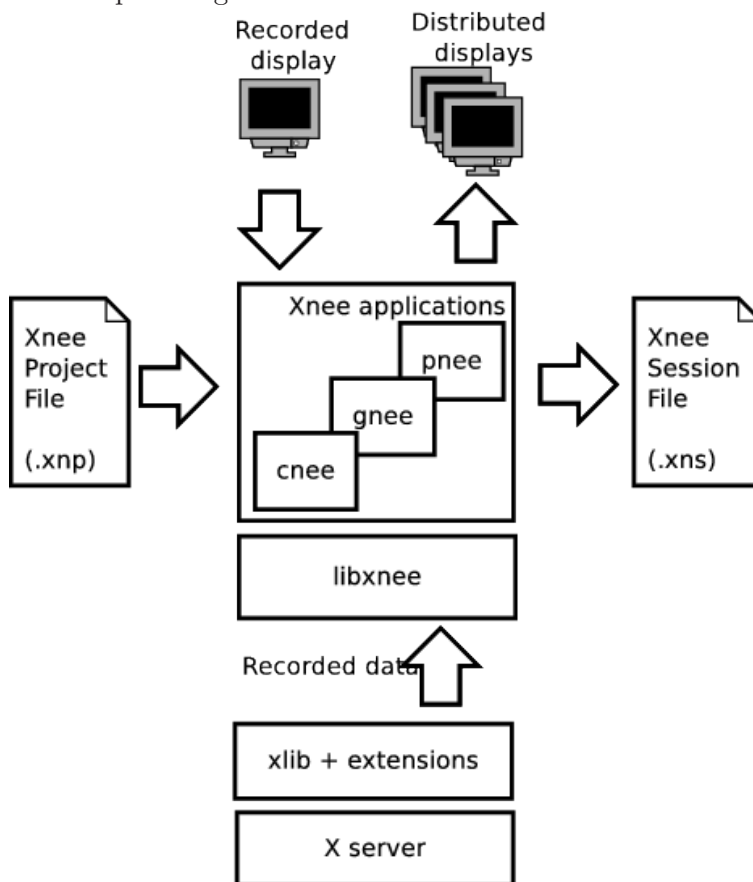 Recorded
display
Distributed
displays
Xnee
Project
File
(.xnp)
Xnee applications
pnee
gnee
cnee
Xnee
Session
File
(.xns)
libxnee
Recorded data
xlib + extensions
X server